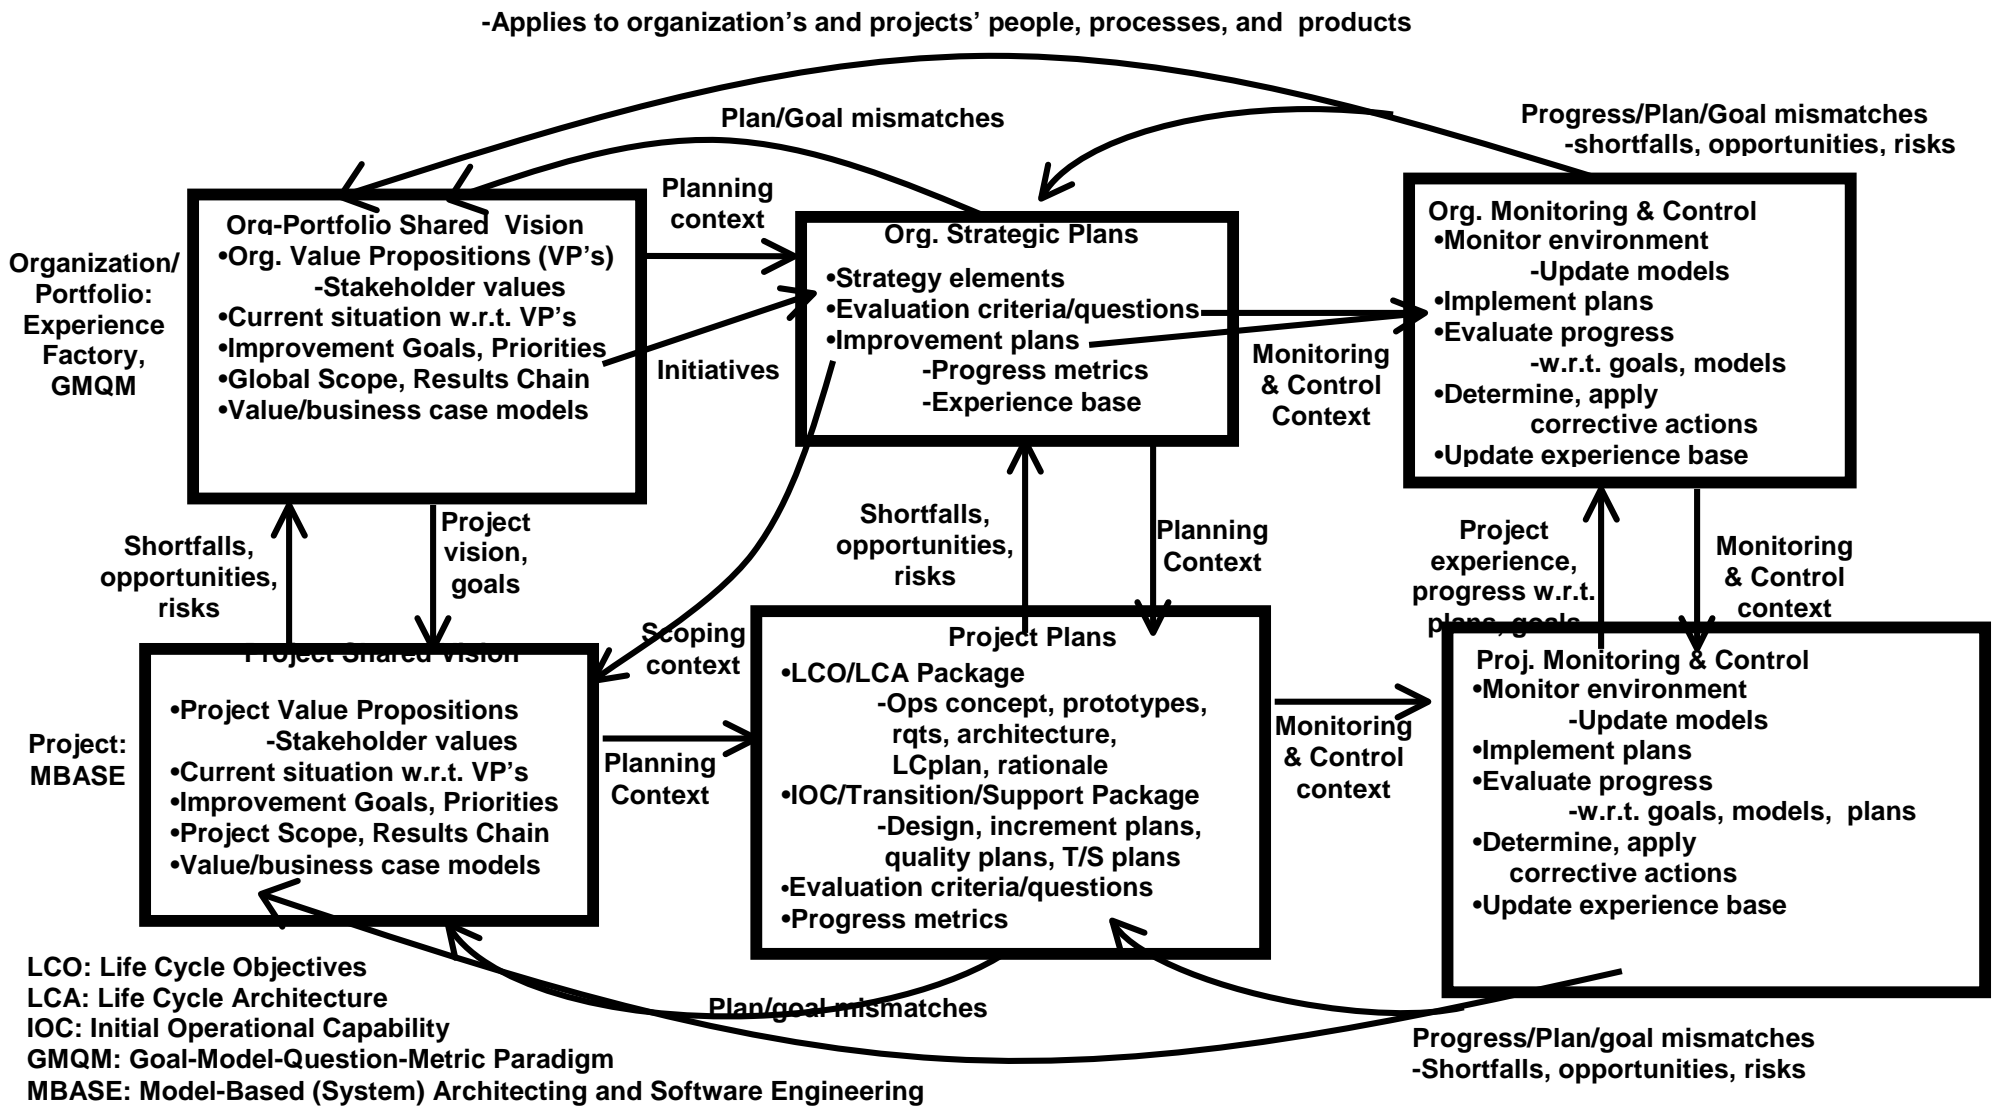 -Applies to organization's and projects' people, processes, and products
Plan/Goal mismatches
Progress/Plan/Goal mismatches
-shortfalls, opportunities, risks
Organization/
Portfolio:
Experience
Factory,
GMQM
Org-Portfolio Shared Vision
•Org. Value Propositions (VP's)
-Stakeholder values
•Current situation w.r.t. VP's
•Improvement Goals, Priorities
•Global Scope, Results Chain
•Value/business case models
Planning
context
Initiatives
Org. Strategic Plans
•Strategy elements
•Evaluation criteria/questions
•Improvement plans
-Progress metrics
-Experience base
Monitoring
& Control
Context
Org. Monitoring & Control
•Monitor environment
-Update models
•Implement plans
•Evaluate progress
-w.r.t. goals, models
•Determine, apply
corrective actions
•Update experience base
Shortfalls,
opportunities,
risks
Project
vision,
goals
Shortfalls,
opportunities,
risks
Planning
Context
Project
experience,
progress w.r.t.
plans, goals
Monitoring
& Control
context
Scoping
context
Project:
MBASE
Project Shared Vision
•Project Value Propositions
-Stakeholder values
•Current situation w.r.t. VP's
•Improvement Goals, Priorities
•Project Scope, Results Chain
•Value/business case models
Planning
Context
Project Plans
•LCO/LCA Package
-Ops concept, prototypes,
rqts, architecture,
LCplan, rationale
•IOC/Transition/Support Package
-Design, increment plans,
quality plans, T/S plans
•Evaluation criteria/questions
•Progress metrics
Monitoring
& Control
context
Proj. Monitoring & Control
•Monitor environment
-Update models
•Implement plans
•Evaluate progress
-w.r.t. goals, models, plans
•Determine, apply
corrective actions
•Update experience base
Plan/goal mismatches
Progress/Plan/goal mismatches
-Shortfalls, opportunities, risks
LCO: Life Cycle Objectives
LCA: Life Cycle Architecture
IOC: Initial Operational Capability
GMQM: Goal-Model-Question-Metric Paradigm
MBASE: Model-Based (System) Architecting and Software Engineering